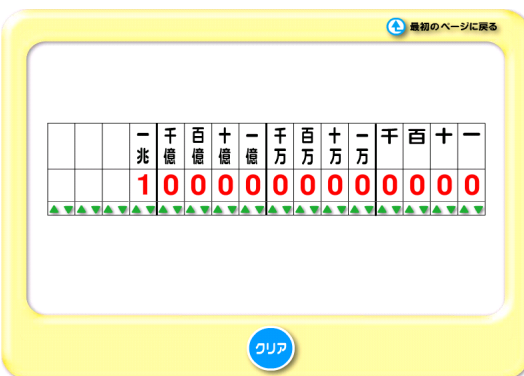 最初のページに戻る
一兆 千億 百億 十億 一億 千万 百万 十万 一万 千 百 十 一
1 0 0 0 0 0 0 0 0 0 0 0 0
クリア